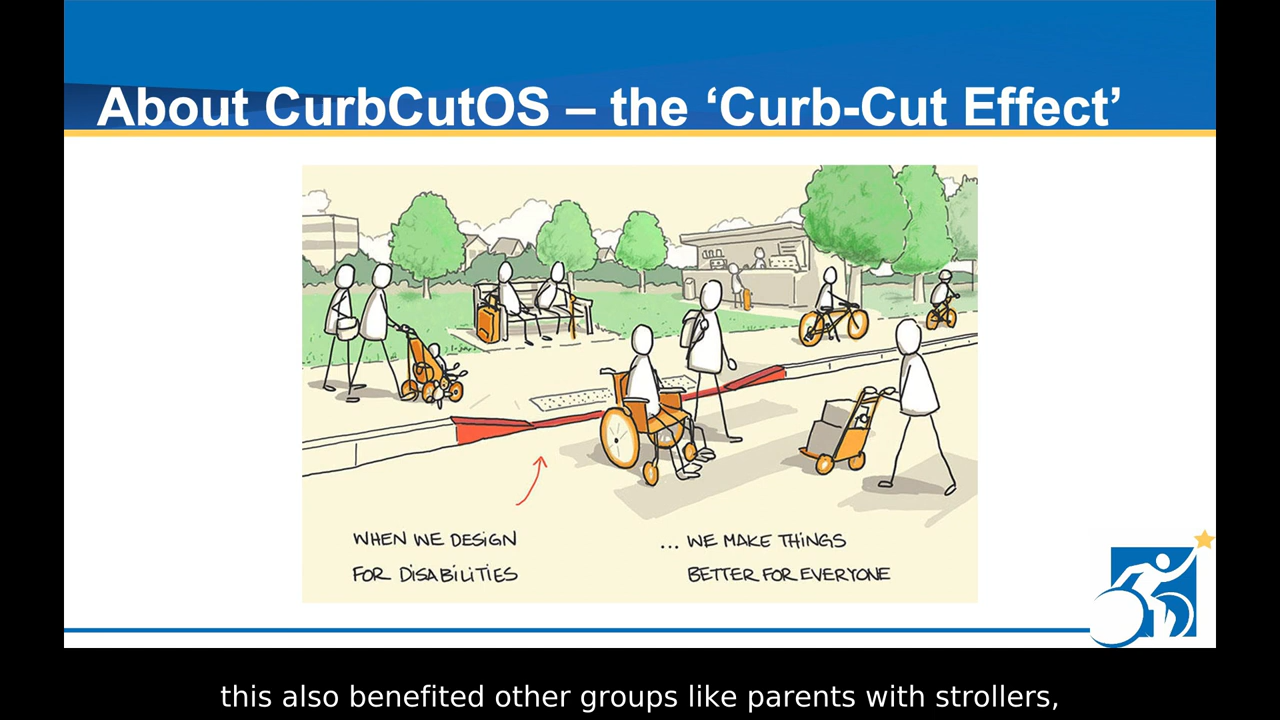 About CurbCutOS – the ‘Curb-Cut Effect’
WHEN WE DESIGN
FOR DISABILITIES
... WE MAKE THINGS
BETTER FOR EVERYONE
this also benefited other groups like parents with strollers,